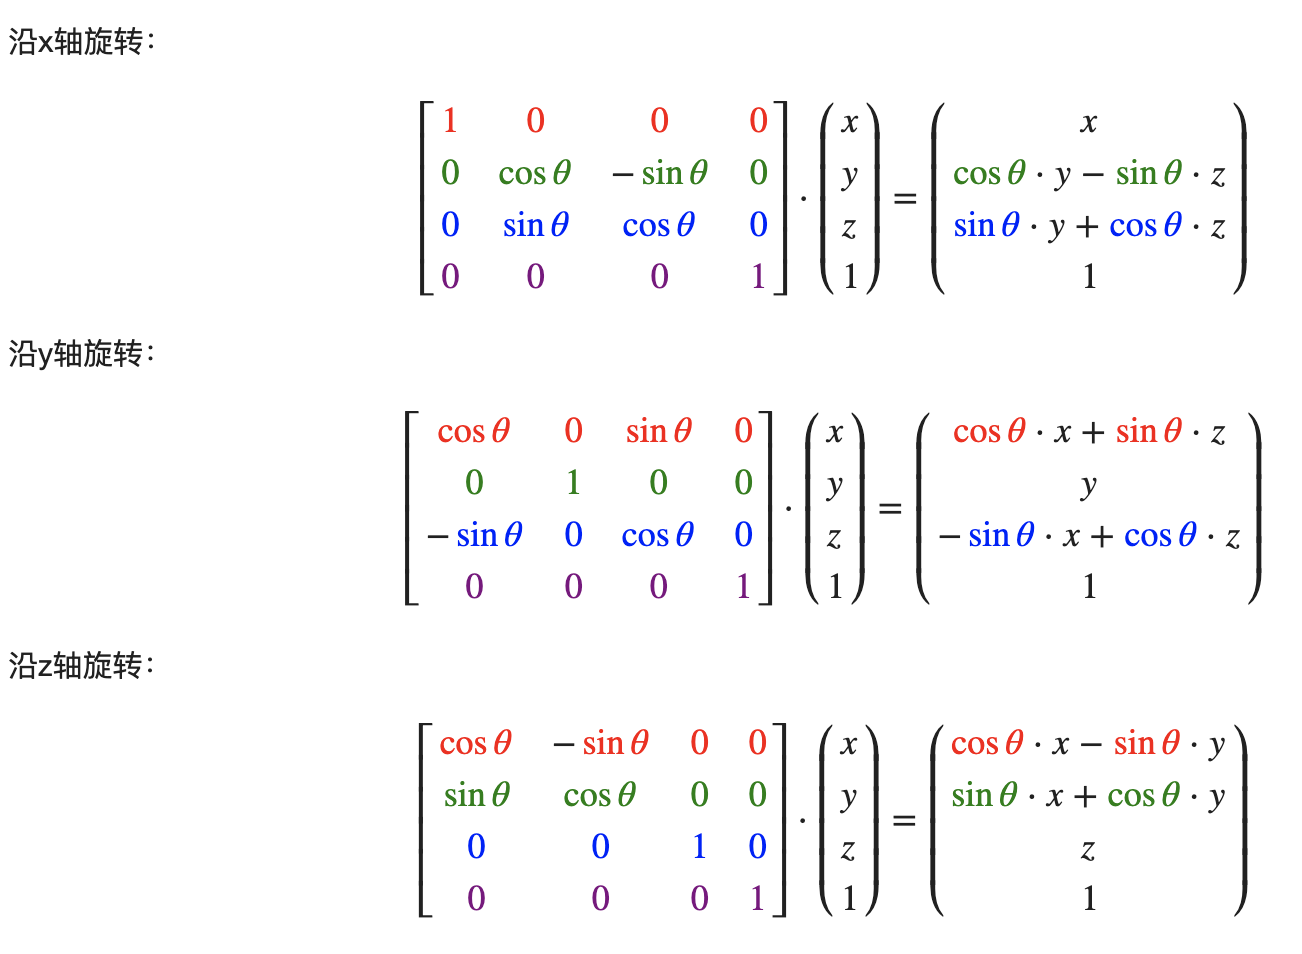 沿x轴旋转：
$$\begin{bmatrix} 1 & 0 & 0 & 0 \\ 0 & \cos\theta & -\sin\theta & 0 \\ 0 & \sin\theta & \cos\theta & 0 \\ 0 & 0 & 0 & 1 \end{bmatrix} \cdot \begin{pmatrix} x \\ y \\ z \\ 1 \end{pmatrix} = \begin{pmatrix} x \\ \cos\theta \cdot y - \sin\theta \cdot z \\ \sin\theta \cdot y + \cos\theta \cdot z \\ 1 \end{pmatrix}$$
沿y轴旋转：
$$\begin{bmatrix} \cos\theta & 0 & \sin\theta & 0 \\ 0 & 1 & 0 & 0 \\ -\sin\theta & 0 & \cos\theta & 0 \\ 0 & 0 & 0 & 1 \end{bmatrix} \cdot \begin{pmatrix} x \\ y \\ z \\ 1 \end{pmatrix} = \begin{pmatrix} \cos\theta \cdot x + \sin\theta \cdot z \\ y \\ -\sin\theta \cdot x + \cos\theta \cdot z \\ 1 \end{pmatrix}$$
沿z轴旋转：
$$\begin{bmatrix} \cos\theta & -\sin\theta & 0 & 0 \\ \sin\theta & \cos\theta & 0 & 0 \\ 0 & 0 & 1 & 0 \\ 0 & 0 & 0 & 1 \end{bmatrix} \cdot \begin{pmatrix} x \\ y \\ z \\ 1 \end{pmatrix} = \begin{pmatrix} \cos\theta \cdot x - \sin\theta \cdot y \\ \sin\theta \cdot x + \cos\theta \cdot y \\ z \\ 1 \end{pmatrix}$$